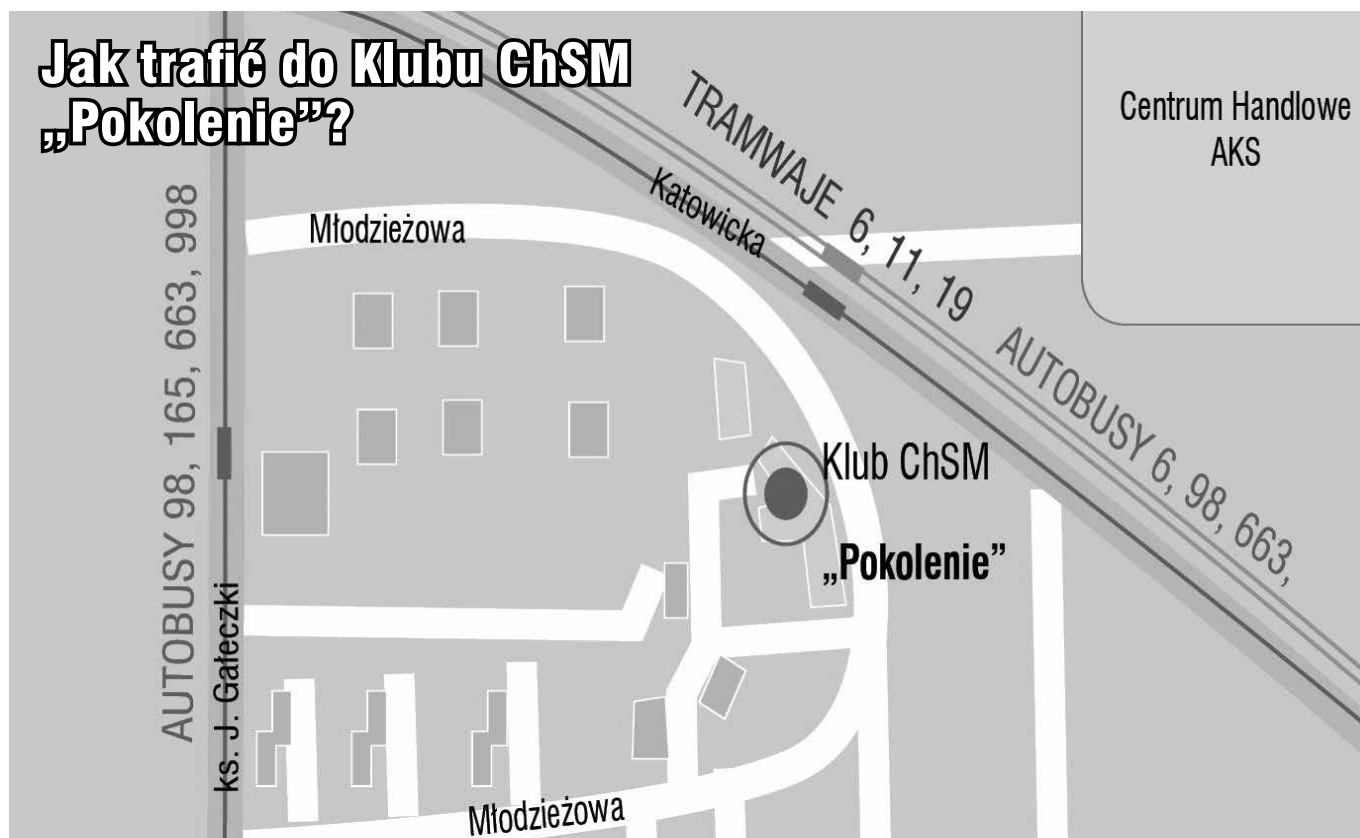 Jak trafić do Klubu ChSM
„Pokolenie”?
TRAMWAJE 6, 11, 19
Centrum Handlowe
AKS
Katowicka
Młodzieżowa
AUTOBUSY 98, 165, 663, 998
AUTOBUSY 6, 98, 663,
Klub ChSM
„Pokolenie”
ks. J. Gałeczki
Młodzieżowa